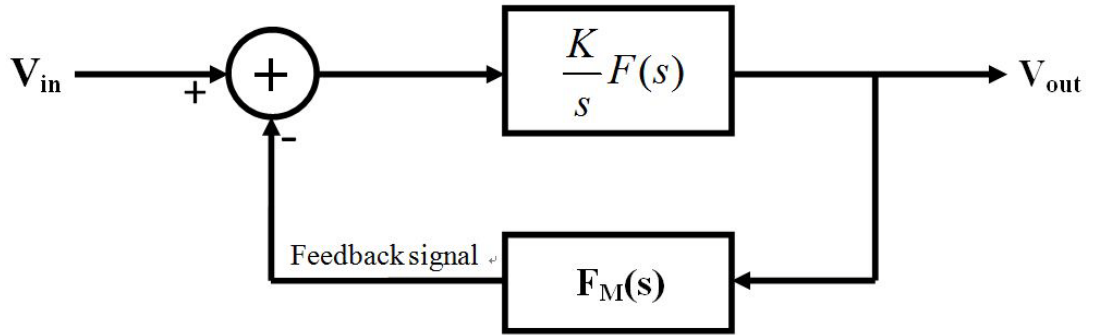 V_in
+
+
-
K/s F(s)
V_out
Feedback signal ↵
F_M(s)